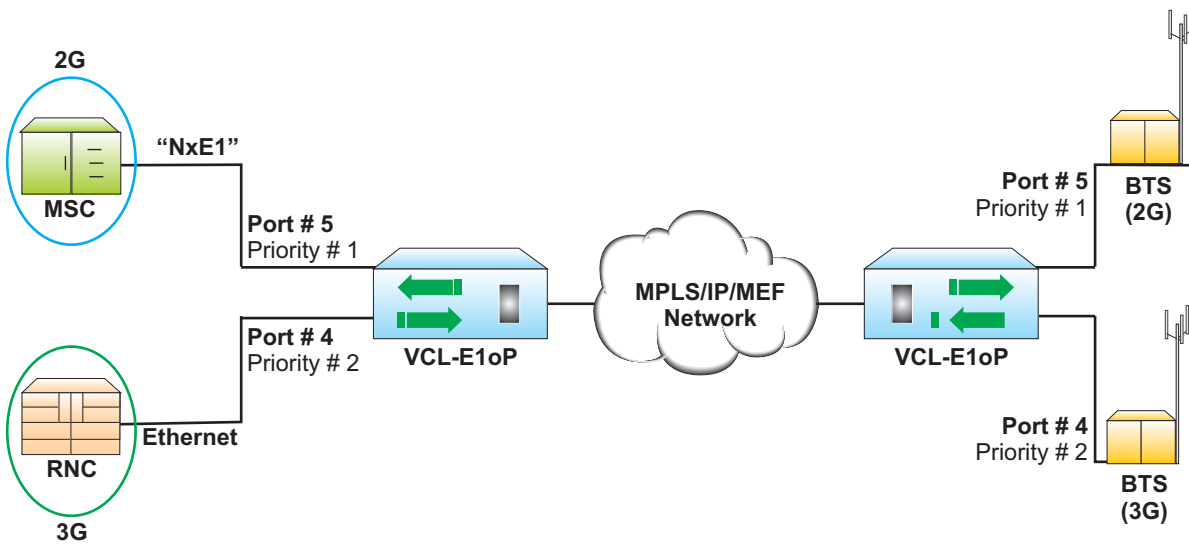 2G
MSC
“NxE1”
Port # 5
Priority # 1
VCL-E1oP
Port # 4
Priority # 2
Ethernet
RNC
3G
MPLS/IP/MEF
Network
VCL-E1oP
Port # 5
Priority # 1
BTS
(2G)
Port # 4
Priority # 2
BTS
(3G)